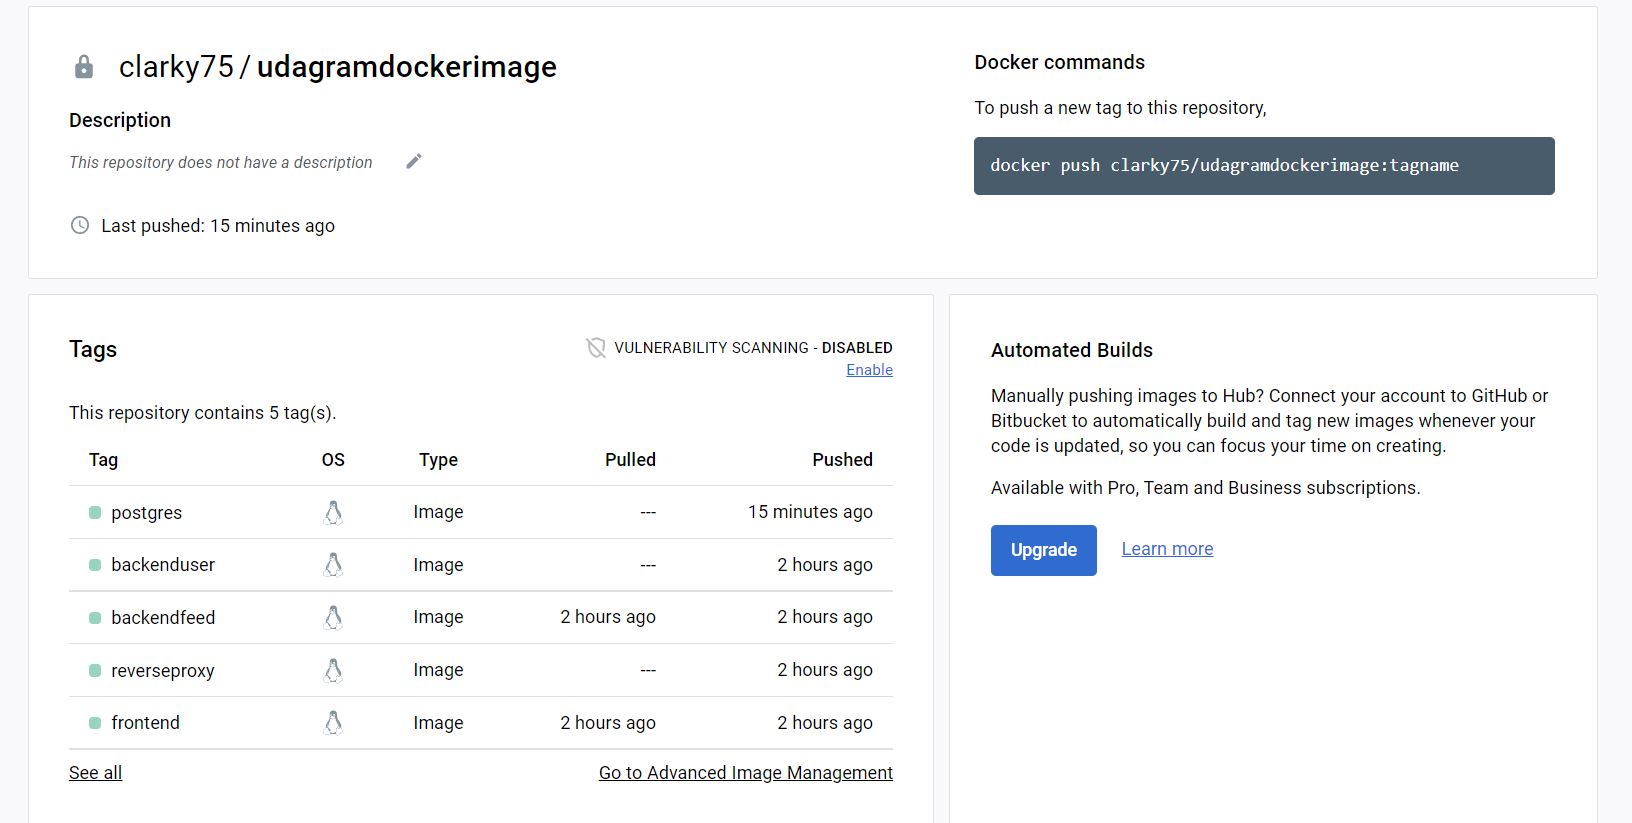 clarky75 / udagramdockerimage
Description
This repository does not have a description
Last pushed: 15 minutes ago
Docker commands
To push a new tag to this repository,
docker push clarky75/udagramdockerimage:tagname
Tags
VULNERABILITY SCANNING - DISABLED
Enable
This repository contains 5 tag(s).
Tag OS Type Pulled Pushed
postgres Image --- 15 minutes ago
backenduser Image --- 2 hours ago
backendfeed Image 2 hours ago 2 hours ago
reverseproxy Image --- 2 hours ago
frontend Image 2 hours ago 2 hours ago
See all Go to Advanced Image Management
Automated Builds
Manually pushing images to Hub? Connect your account to GitHub or
Bitbucket to automatically build and tag new images whenever your
code is updated, so you can focus your time on creating.
Available with Pro, Team and Business subscriptions.
Upgrade Learn more